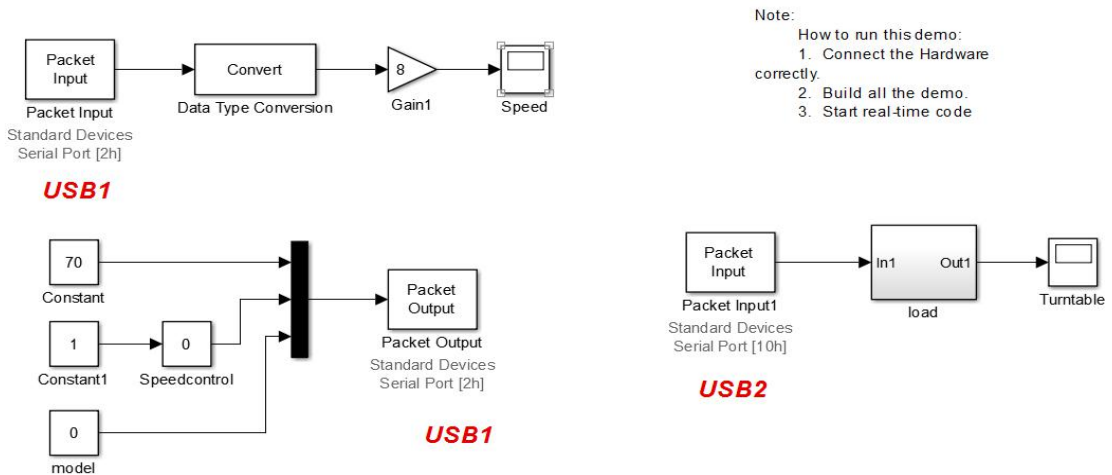 Packet
Input
Packet Input
Standard Devices
Serial Port [2h]
USB1
Convert
Data Type Conversion
8
Gain1
Speed
Note:
How to run this demo:
1. Connect the Hardware
correctly.
2. Build all the demo.
3. Start real-time code
70
Constant
1
Constant1
0
Speedcontrol
0
model
Packet
Output
Packet Output
Standard Devices
Serial Port [2h]
USB1
Packet
Input
Packet Input1
Standard Devices
Serial Port [10h]
USB2
In1 Out1
load
Turntable